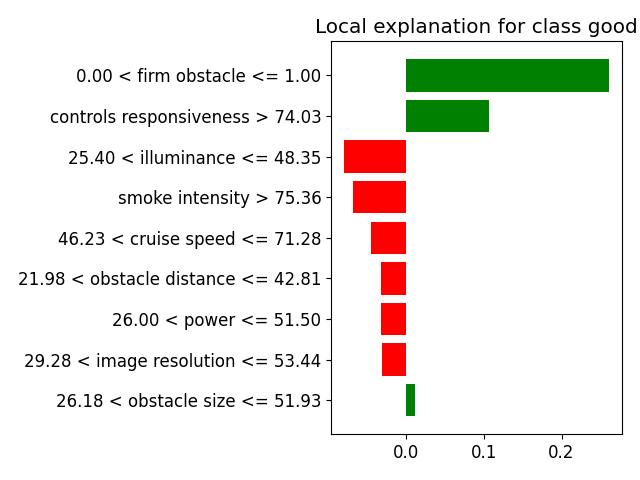 Local explanation for class good
0.00 < firm obstacle <= 1.00
controls responsiveness > 74.03
25.40 < illuminance <= 48.35
smoke intensity > 75.36
46.23 < cruise speed <= 71.28
21.98 < obstacle distance <= 42.81
26.00 < power <= 51.50
29.28 < image resolution <= 53.44
26.18 < obstacle size <= 51.93
0.0 0.1 0.2